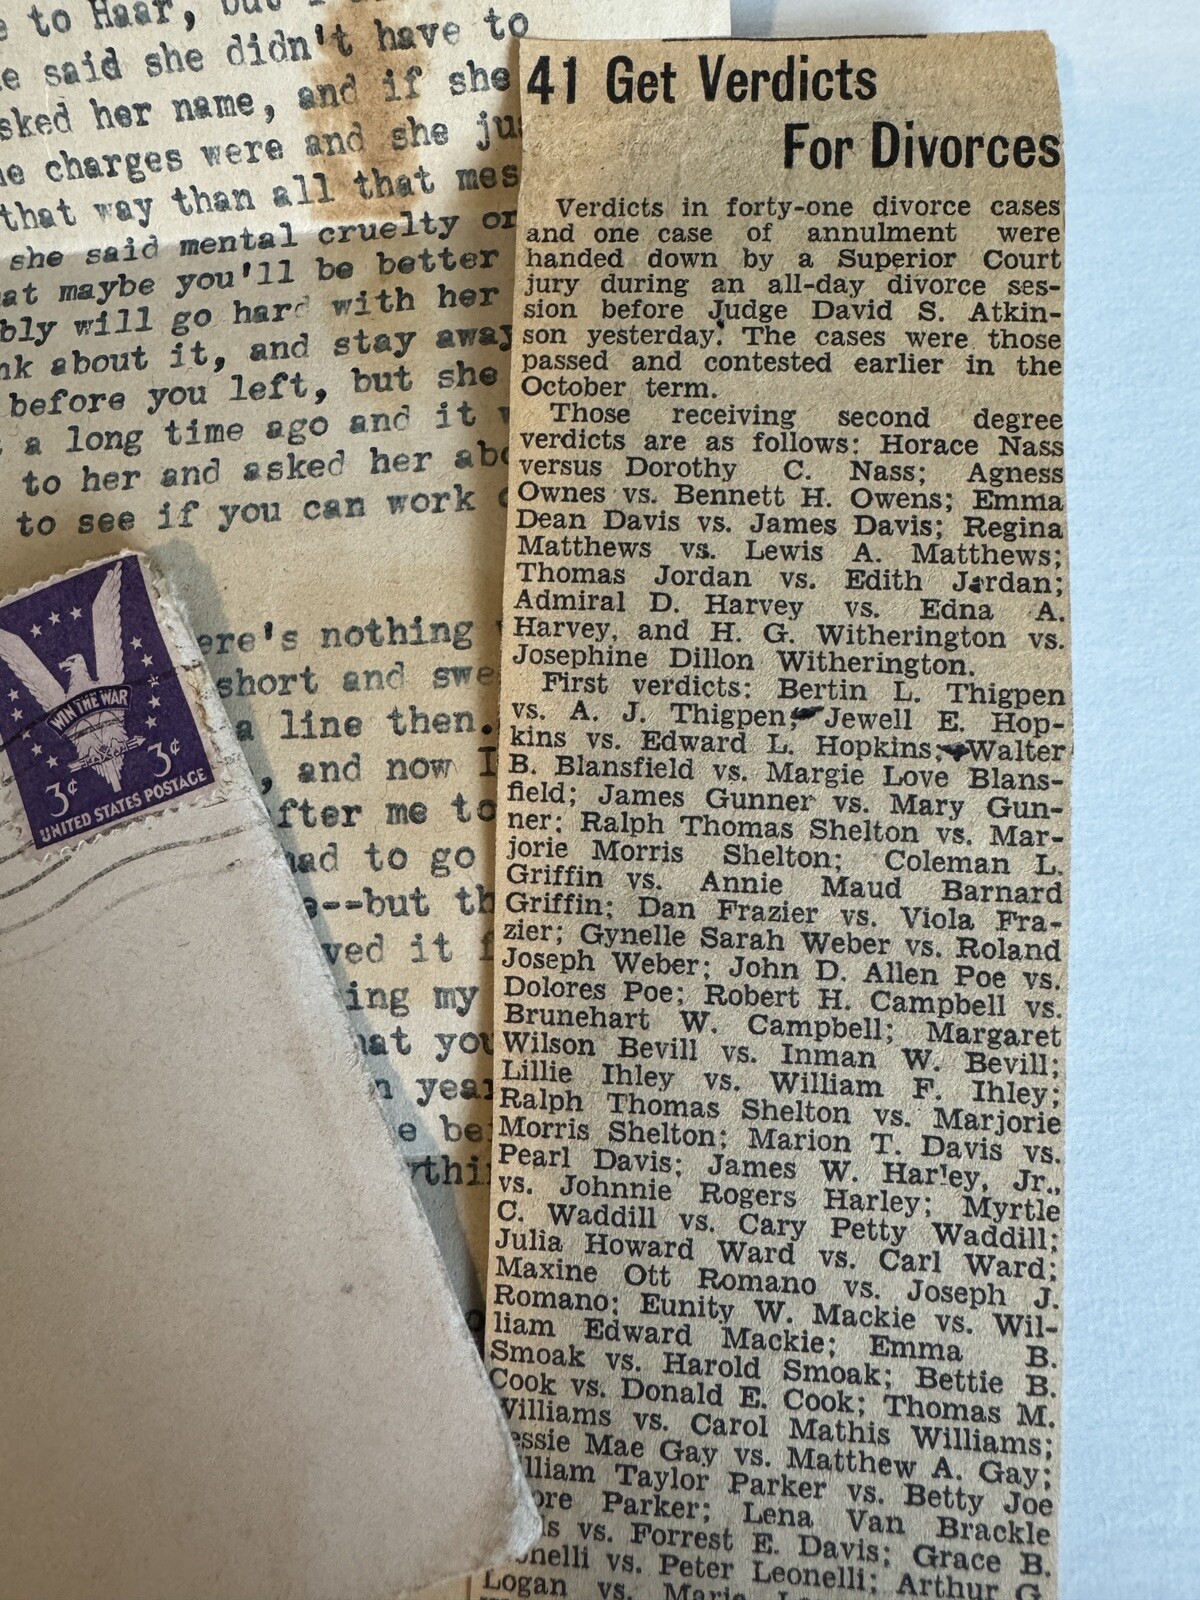 to Haar, but I
e said she didn't have to
asked her name, and if she
he charges were and she
that way than all that
she said mental cruelty or
at maybe you'll be better
bly will go hard with her
nk about it, and stay away
before you left, but she
a long time ago and it
to her and asked her
to see if you can work
ere's nothing
short and
a line then.
, and now I
fter me to
had to go
--but
ved it
ing my
hat you
year
e
WIN THE WAR
3¢ 3¢
UNITED STATES POSTAGE
41 Get Verdicts
For Divorces
Verdicts in forty-one divorce cases
and one case of annulment were
handed down by a Superior Court
jury during an all-day divorce ses-
sion before Judge David S. Atkin-
son yesterday. The cases were those
passed and contested earlier in the
October term.
Those receiving second degree
verdicts are as follows: Horace Nass
versus Dorothy C. Nass; Agness
Ownes vs. Bennett H. Owens; Emma
Dean Davis vs. James Davis; Regina
Matthews vs. Lewis A. Matthews;
Thomas Jordan vs. Edith Jordan;
Admiral D. Harvey vs. Edna A.
Harvey, and H. G. Witherington vs.
Josephine Dillon Witherington.
First verdicts: Bertin L. Thigpen
vs. A. J. Thigpen; Jewell E. Hop-
kins vs. Edward L. Hopkins; Walter
B. Blansfield vs. Margie Love Blans-
field; James Gunner vs. Mary Gun-
ner; Ralph Thomas Shelton vs. Mar-
jorie Morris Shelton; Coleman L.
Griffin vs. Annie Maud Barnard
Griffin; Dan Frazier vs. Viola Fra-
zier; Gynelle Sarah Weber vs. Roland
Joseph Weber; John D. Allen Poe vs.
Dolores Poe; Robert H. Campbell vs.
Brunehart W. Campbell; Margaret
Wilson Bevill vs. Inman W. Bevill;
Lillie Ihley vs. William F. Ihley;
Ralph Thomas Shelton vs. Marjorie
Morris Shelton; Marion T. Davis vs.
Pearl Davis; James W. Harley, Jr.,
vs. Johnnie Rogers Harley; Myrtle
C. Waddill vs. Cary Petty Waddill;
Julia Howard Ward vs. Carl Ward;
Maxine Ott Romano vs. Joseph J.
Romano; Eunity W. Mackie vs. Wil-
liam Edward Mackie; Emma B.
Smoak vs. Harold Smoak; Bettie B.
Cook vs. Donald E. Cook; Thomas M.
Williams vs. Carol Mathis Williams;
essie Mae Gay vs. Matthew A. Gay;
illiam Taylor Parker vs. Betty Joe
ore Parker; Lena Van Brackle
is vs. Forrest E. Davis; Grace B.
onelli vs. Peter Leonelli; Arthur G.
Logan vs.